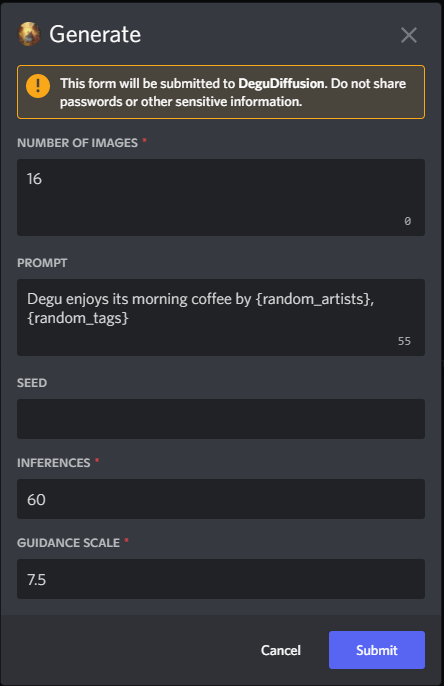 Generate
This form will be submitted to DeguDiffusion. Do not share
passwords or other sensitive information.
NUMBER OF IMAGES *
16
0
PROMPT
Degu enjoys its morning coffee by {random_artists},
{random_tags}
55
SEED
INFERENCES *
60
GUIDANCE SCALE *
7.5
Cancel
Submit